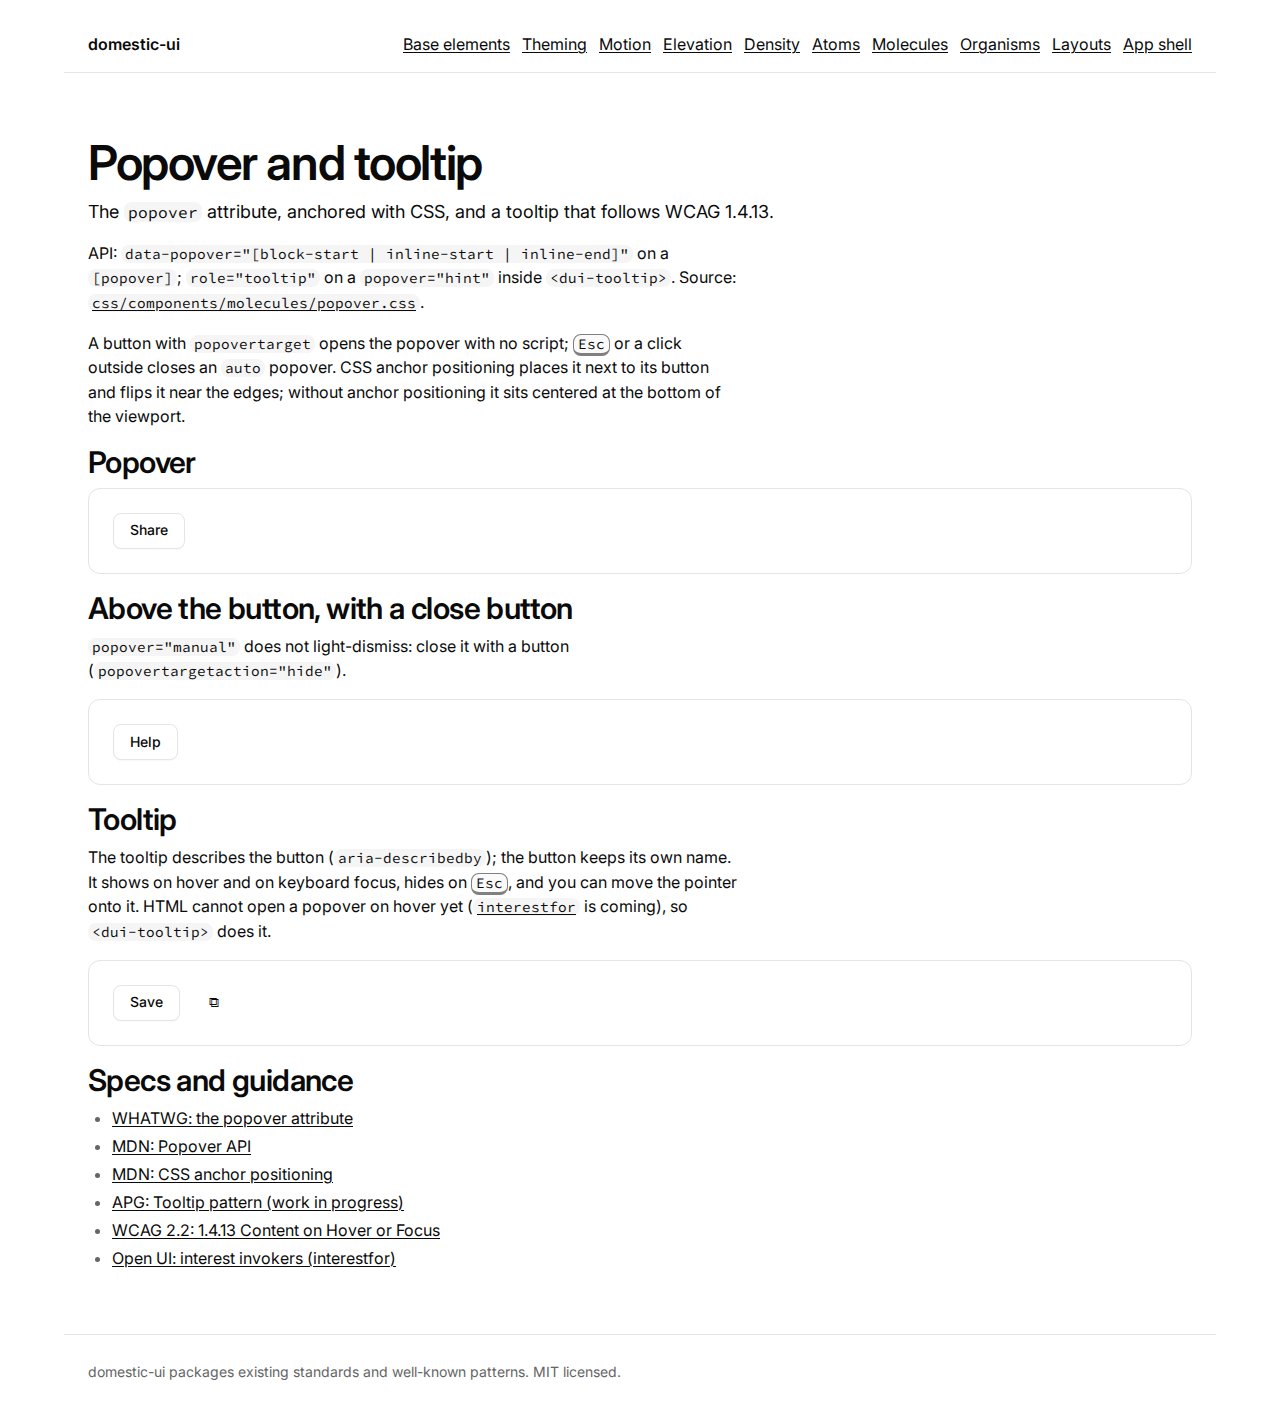 domestic-ui
Base elements Theming Motion Elevation Density Atoms Molecules Organisms Layouts App shell
Popover and tooltip
The popover attribute, anchored with CSS, and a tooltip that follows WCAG 1.4.13.
API: data-popover="[block-start | inline-start | inline-end]" on a
[popover]; role="tooltip" on a popover="hint" inside <dui-tooltip>. Source:
css/components/molecules/popover.css.
A button with popovertarget opens the popover with no script; Esc or a click
outside closes an auto popover. CSS anchor positioning places it next to its button
and flips it near the edges; without anchor positioning it sits centered at the bottom of
the viewport.
Popover
Share
Above the button, with a close button
popover="manual" does not light-dismiss: close it with a button
(popovertargetaction="hide").
Help
Tooltip
The tooltip describes the button (aria-describedby); the button keeps its own name.
It shows on hover and on keyboard focus, hides on Esc, and you can move the pointer
onto it. HTML cannot open a popover on hover yet (interestfor is coming), so
<dui-tooltip> does it.
Save ⧉
Specs and guidance
• WHATWG: the popover attribute
• MDN: Popover API
• MDN: CSS anchor positioning
• APG: Tooltip pattern (work in progress)
• WCAG 2.2: 1.4.13 Content on Hover or Focus
• Open UI: interest invokers (interestfor)
domestic-ui packages existing standards and well-known patterns. MIT licensed.